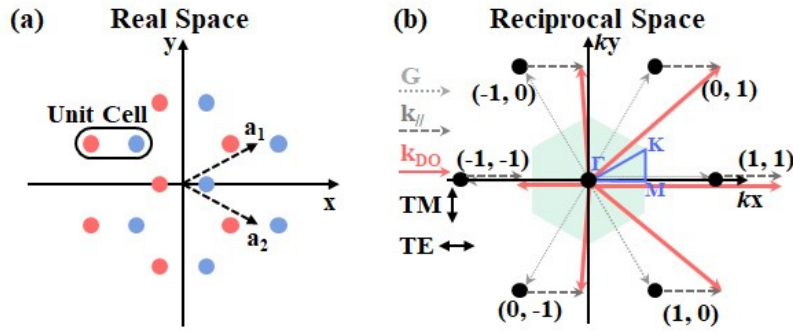 (a) Real Space
y
Unit Cell
a1
x
a2
(b) Reciprocal Space
ky
G
k//
kDO
(-1, 0)
(0, 1)
(-1, -1)
Γ
K
(1, 1)
M
kx
TM
TE
(0, -1)
(1, 0)